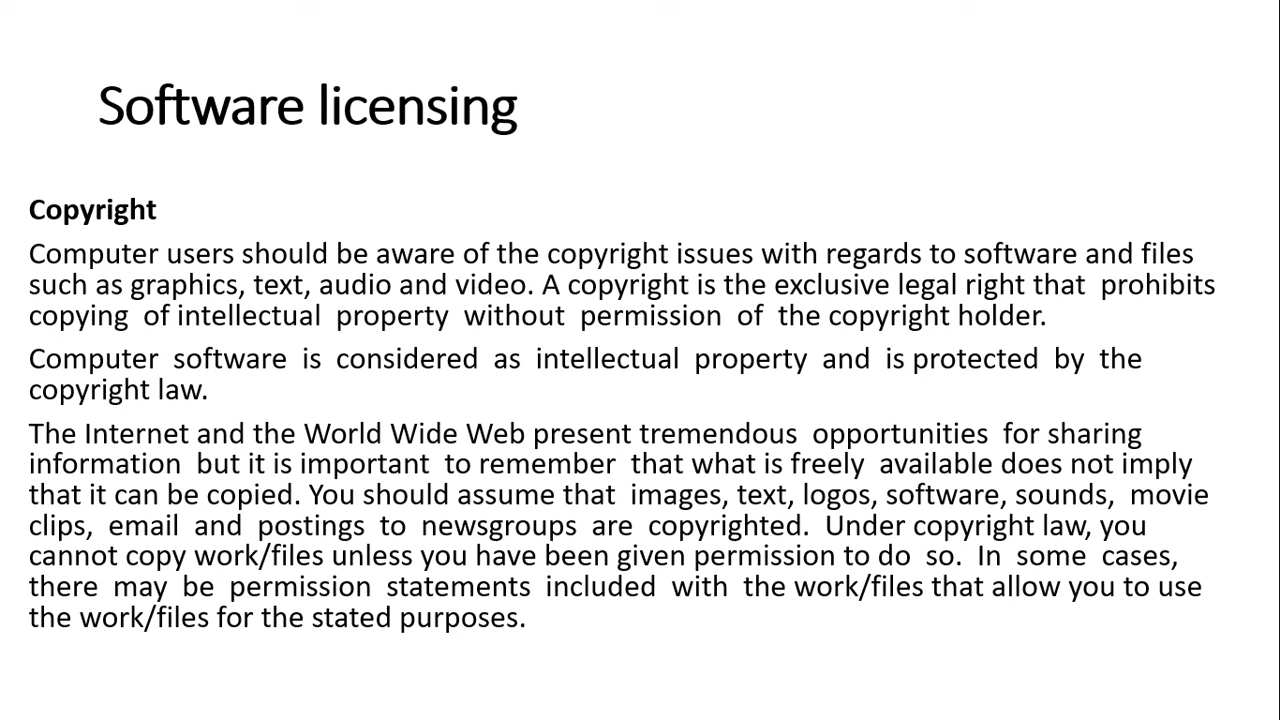 Software licensing
Copyright
Computer users should be aware of the copyright issues with regards to software and files
such as graphics, text, audio and video. A copyright is the exclusive legal right that prohibits
copying of intellectual property without permission of the copyright holder.
Computer software is considered as intellectual property and is protected by the
copyright law.
The Internet and the World Wide Web present tremendous opportunities for sharing
information but it is important to remember that what is freely available does not imply
that it can be copied. You should assume that images, text, logos, software, sounds, movie
clips, email and postings to newsgroups are copyrighted. Under copyright law, you
cannot copy work/files unless you have been given permission to do so. In some cases,
there may be permission statements included with the work/files that allow you to use
the work/files for the stated purposes.